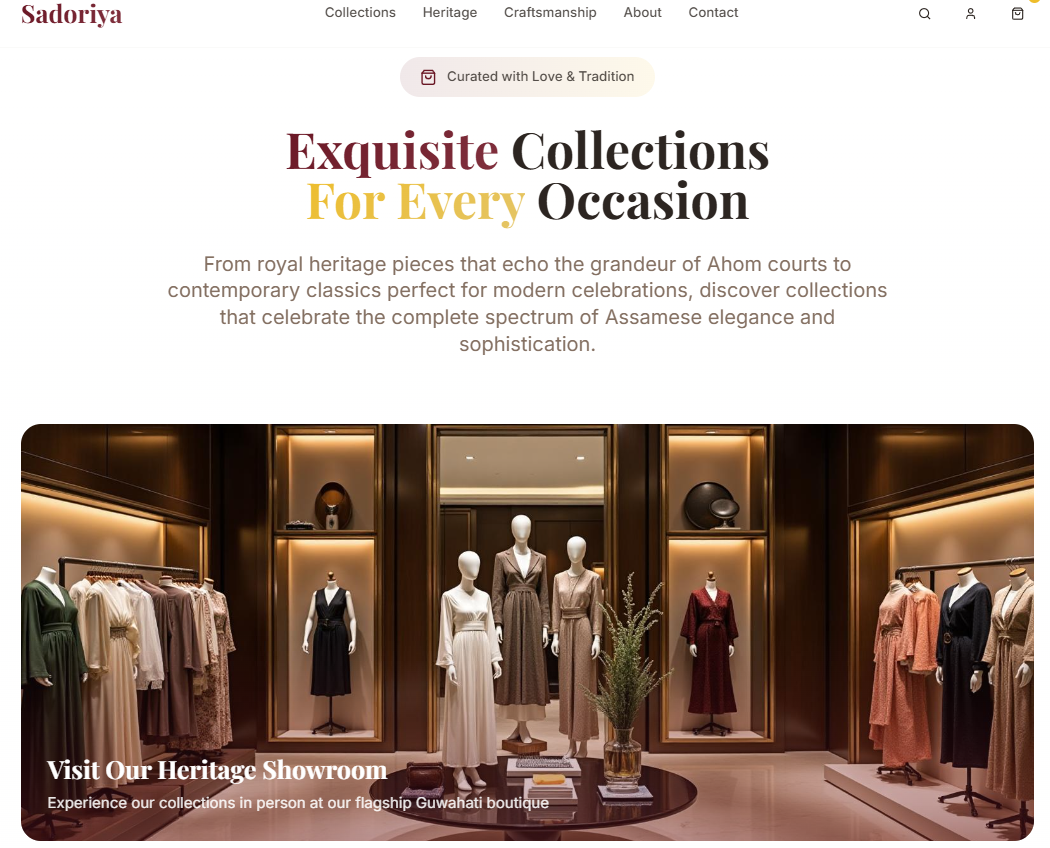 Sadoriya
Collections Heritage Craftsmanship About Contact
Curated with Love & Tradition
Exquisite Collections
For Every Occasion
From royal heritage pieces that echo the grandeur of Ahom courts to
contemporary classics perfect for modern celebrations, discover collections
that celebrate the complete spectrum of Assamese elegance and
sophistication.
Visit Our Heritage Showroom
Experience our collections in person at our flagship Guwahati boutique